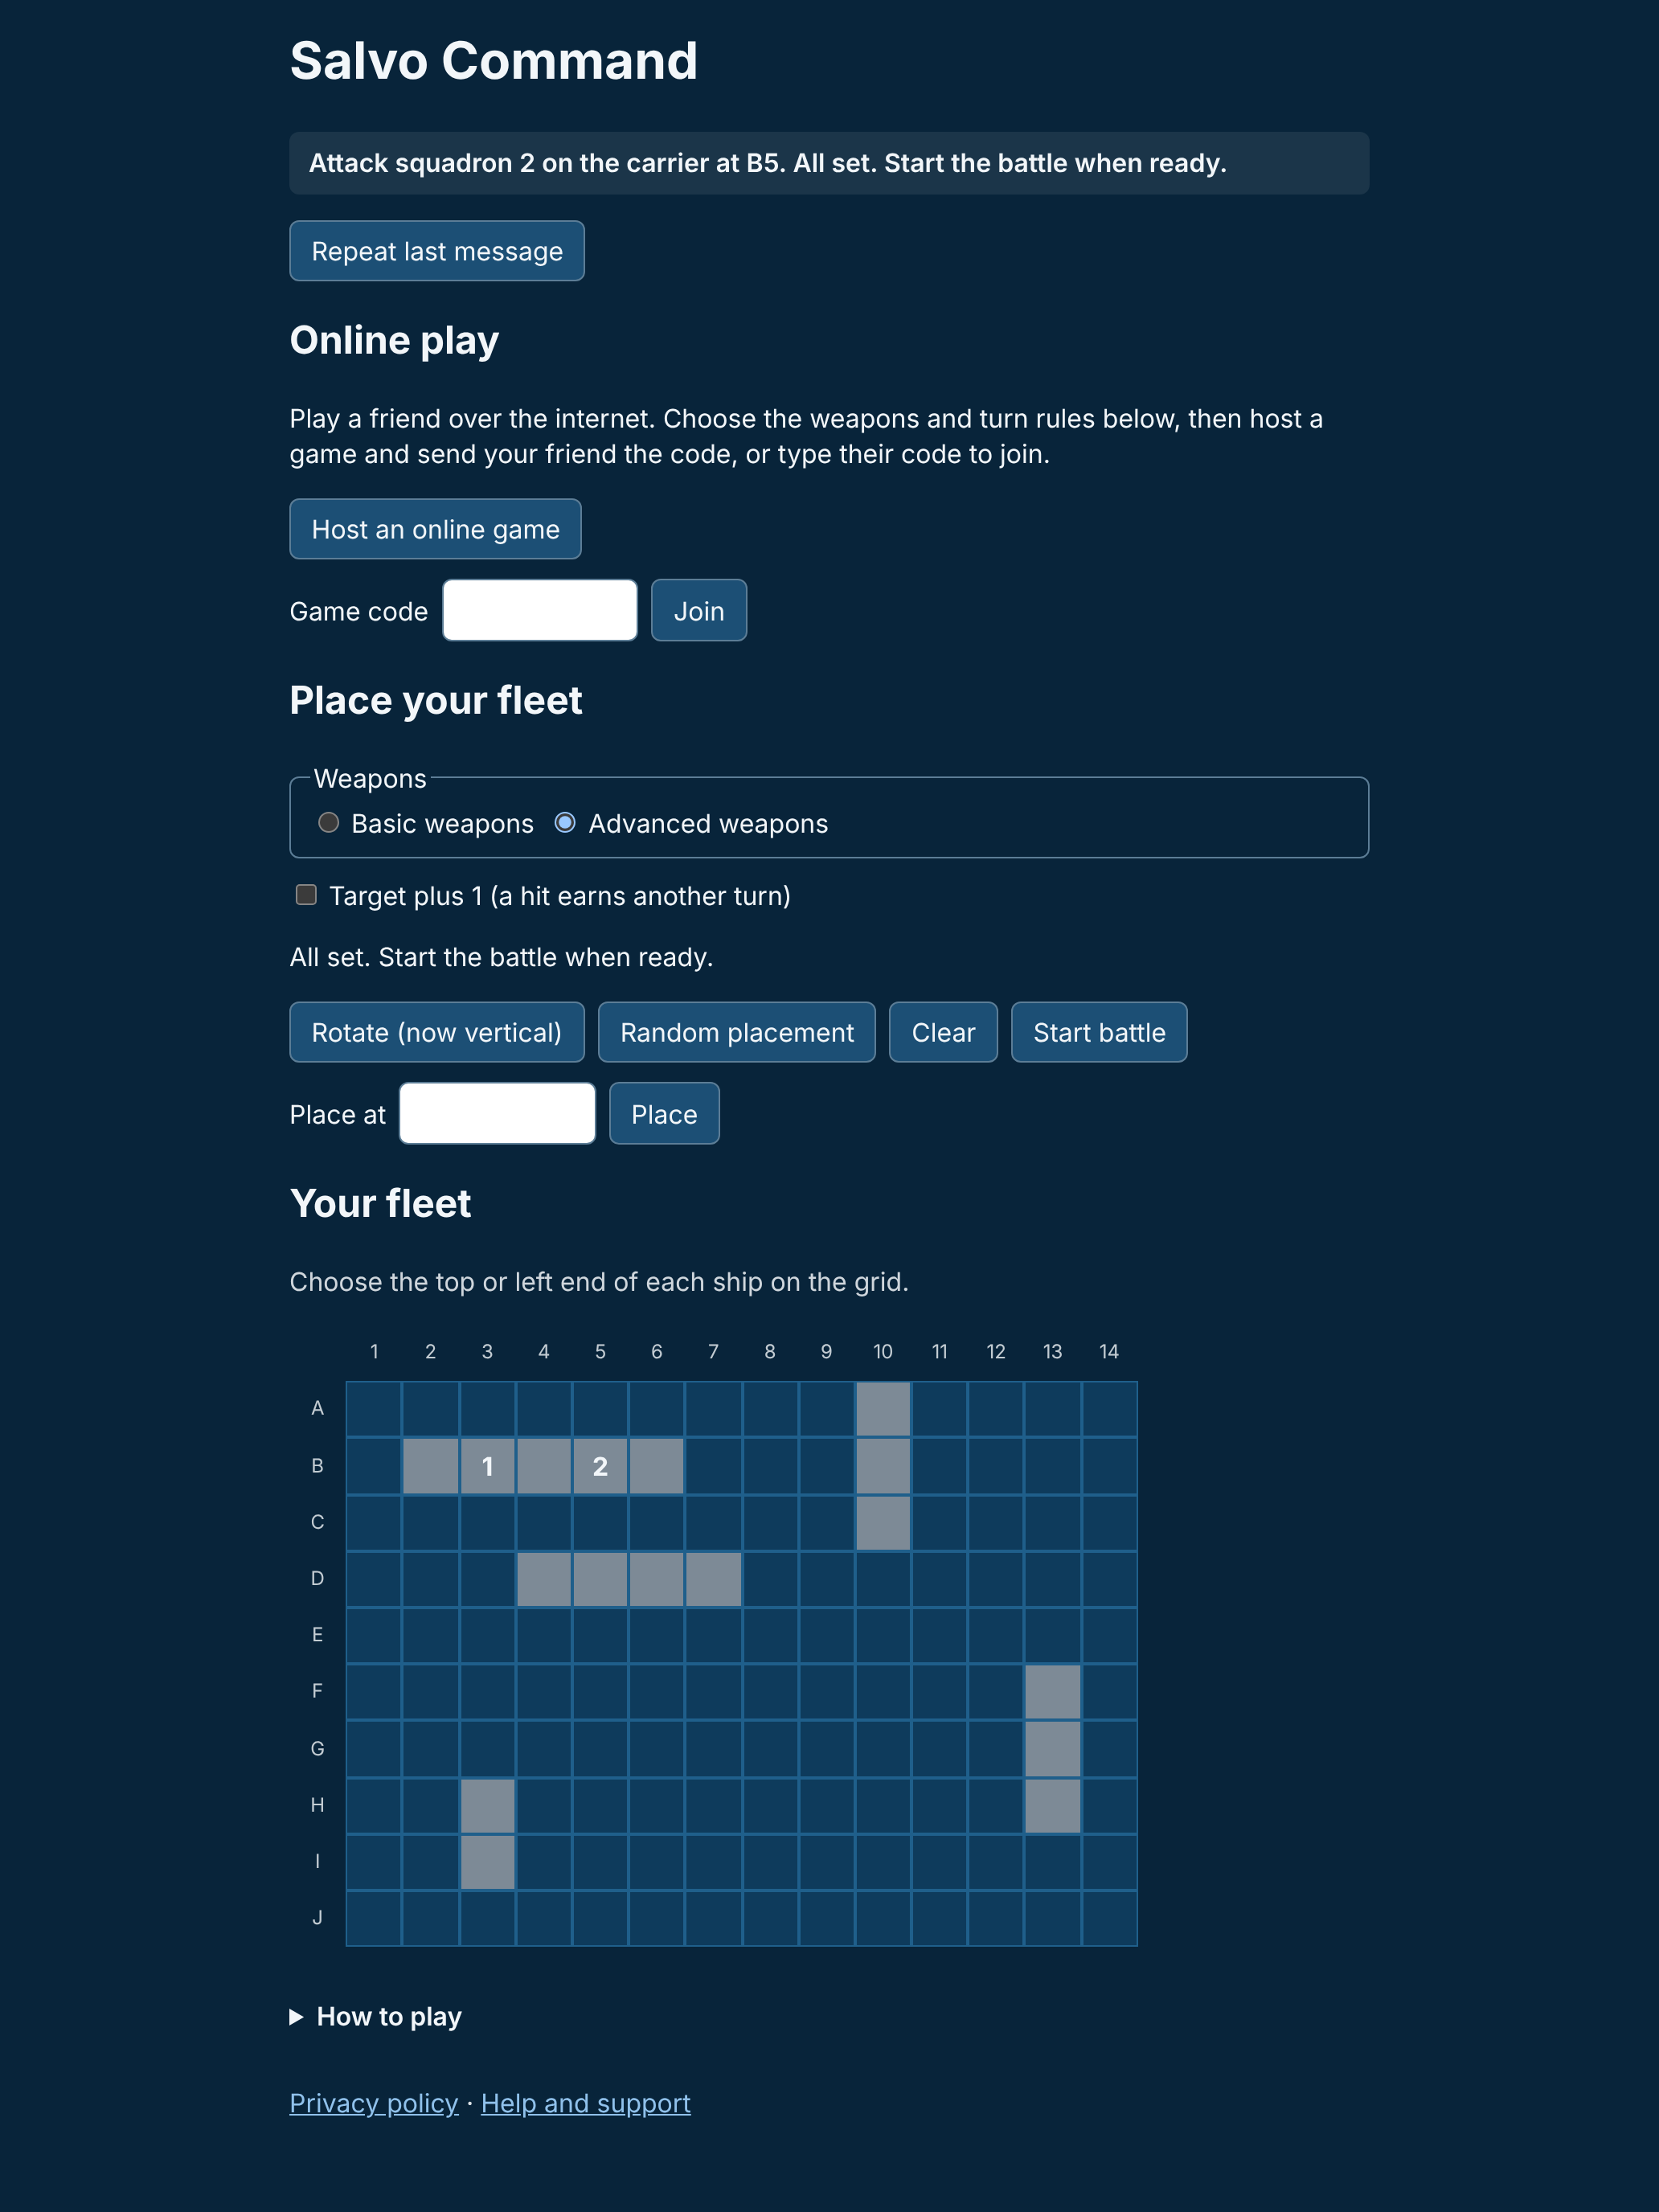 Salvo Command
Attack squadron 2 on the carrier at B5. All set. Start the battle when ready.
Repeat last message
Online play
Play a friend over the internet. Choose the weapons and turn rules below, then host a
game and send your friend the code, or type their code to join.
Host an online game
Game code Join
Place your fleet
Weapons
Basic weapons Advanced weapons
Target plus 1 (a hit earns another turn)
All set. Start the battle when ready.
Rotate (now vertical) Random placement Clear Start battle
Place at Place
Your fleet
Choose the top or left end of each ship on the grid.
1 2 3 4 5 6 7 8 9 10 11 12 13 14
A
B 1 2
C
D
E
F
G
H
I
J
How to play
Privacy policy · Help and support